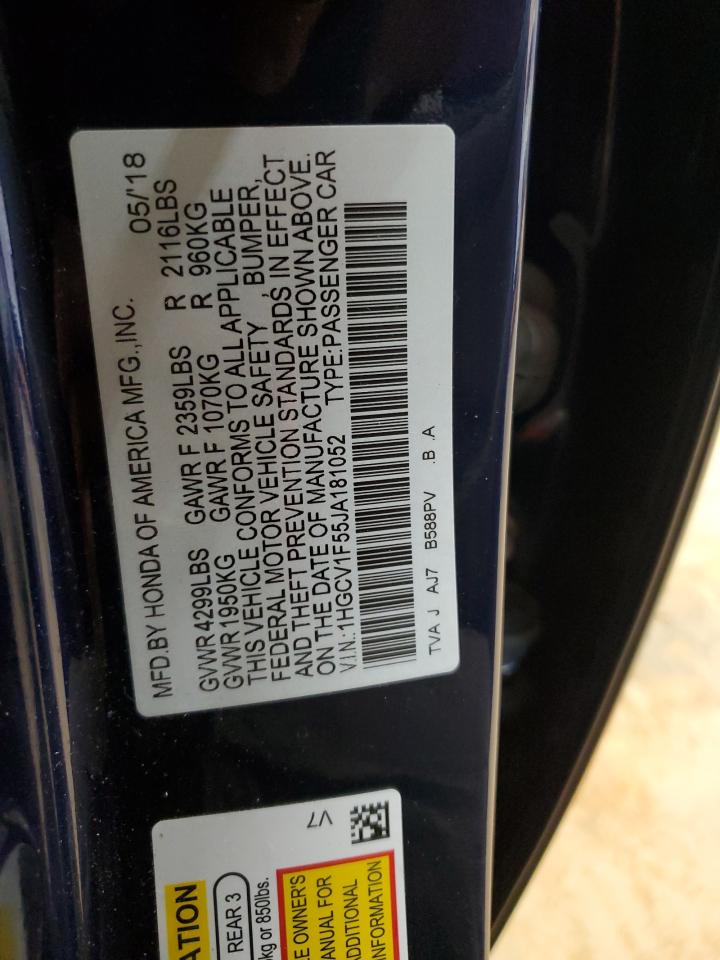 MFD.BY HONDA OF AMERICA MFG.,INC. 05/'18
GVWR 4299LBS GAWR F 2359LBS R 2116LBS
GVWR 1950KG GAWR F 1070KG R 960KG
THIS VEHICLE CONFORMS TO ALL APPLICABLE
FEDERAL MOTOR VEHICLE SAFETY , BUMPER,
AND THEFT PREVENTION STANDARDS IN EFFECT
ON THE DATE OF MANUFACTURE SHOWN ABOVE.
V.I.N.:1HGCV1F55JA181052 TYPE:PASSENGER CAR
TVA J AJ7 B588PV .B .A
ATION
REAR 3
kg or 850lbs.
E OWNER'S
ANUAL FOR
ADDITIONAL
INFORMATION